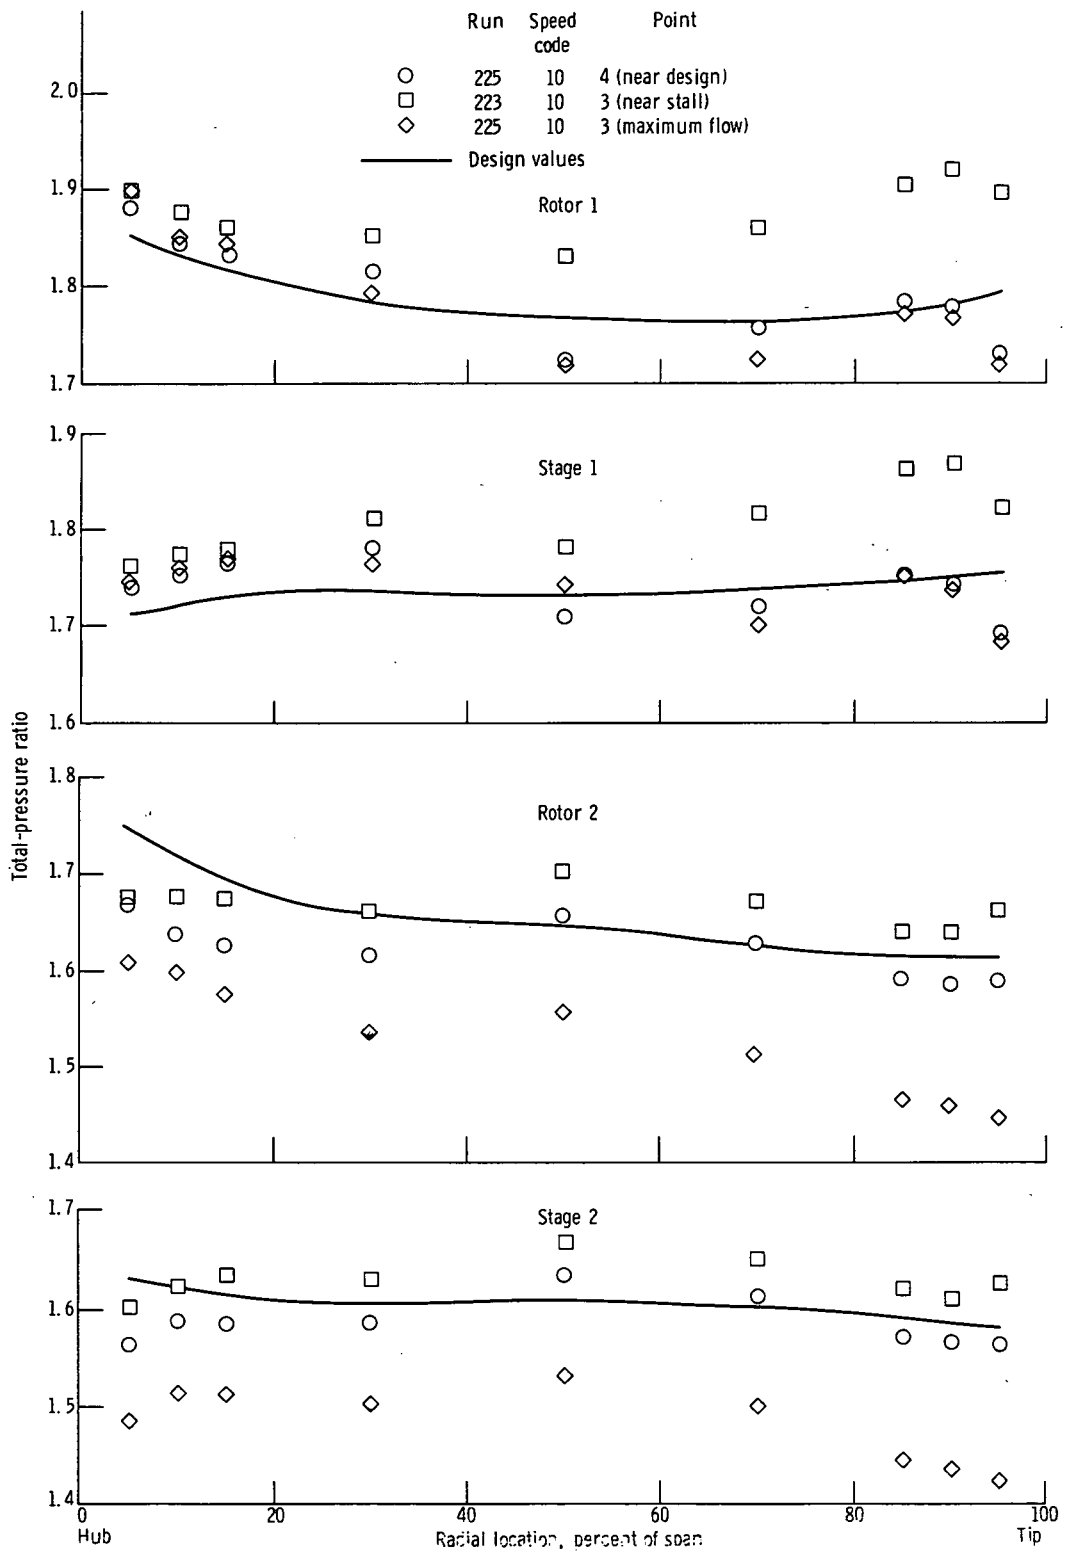 Run Speed code Point
225 10 4 (near design)
223 10 3 (near stall)
225 10 3 (maximum flow)
Design values
2.0
1.9
1.8
1.7
Rotor 1
1.9
1.8
1.7
1.6
Stage 1
Total-pressure ratio
1.8
1.7
1.6
1.5
1.4
Rotor 2
1.7
1.6
1.5
1.4
Stage 2
0 20 40 60 80 100
Hub Radial location, percent of span Tip